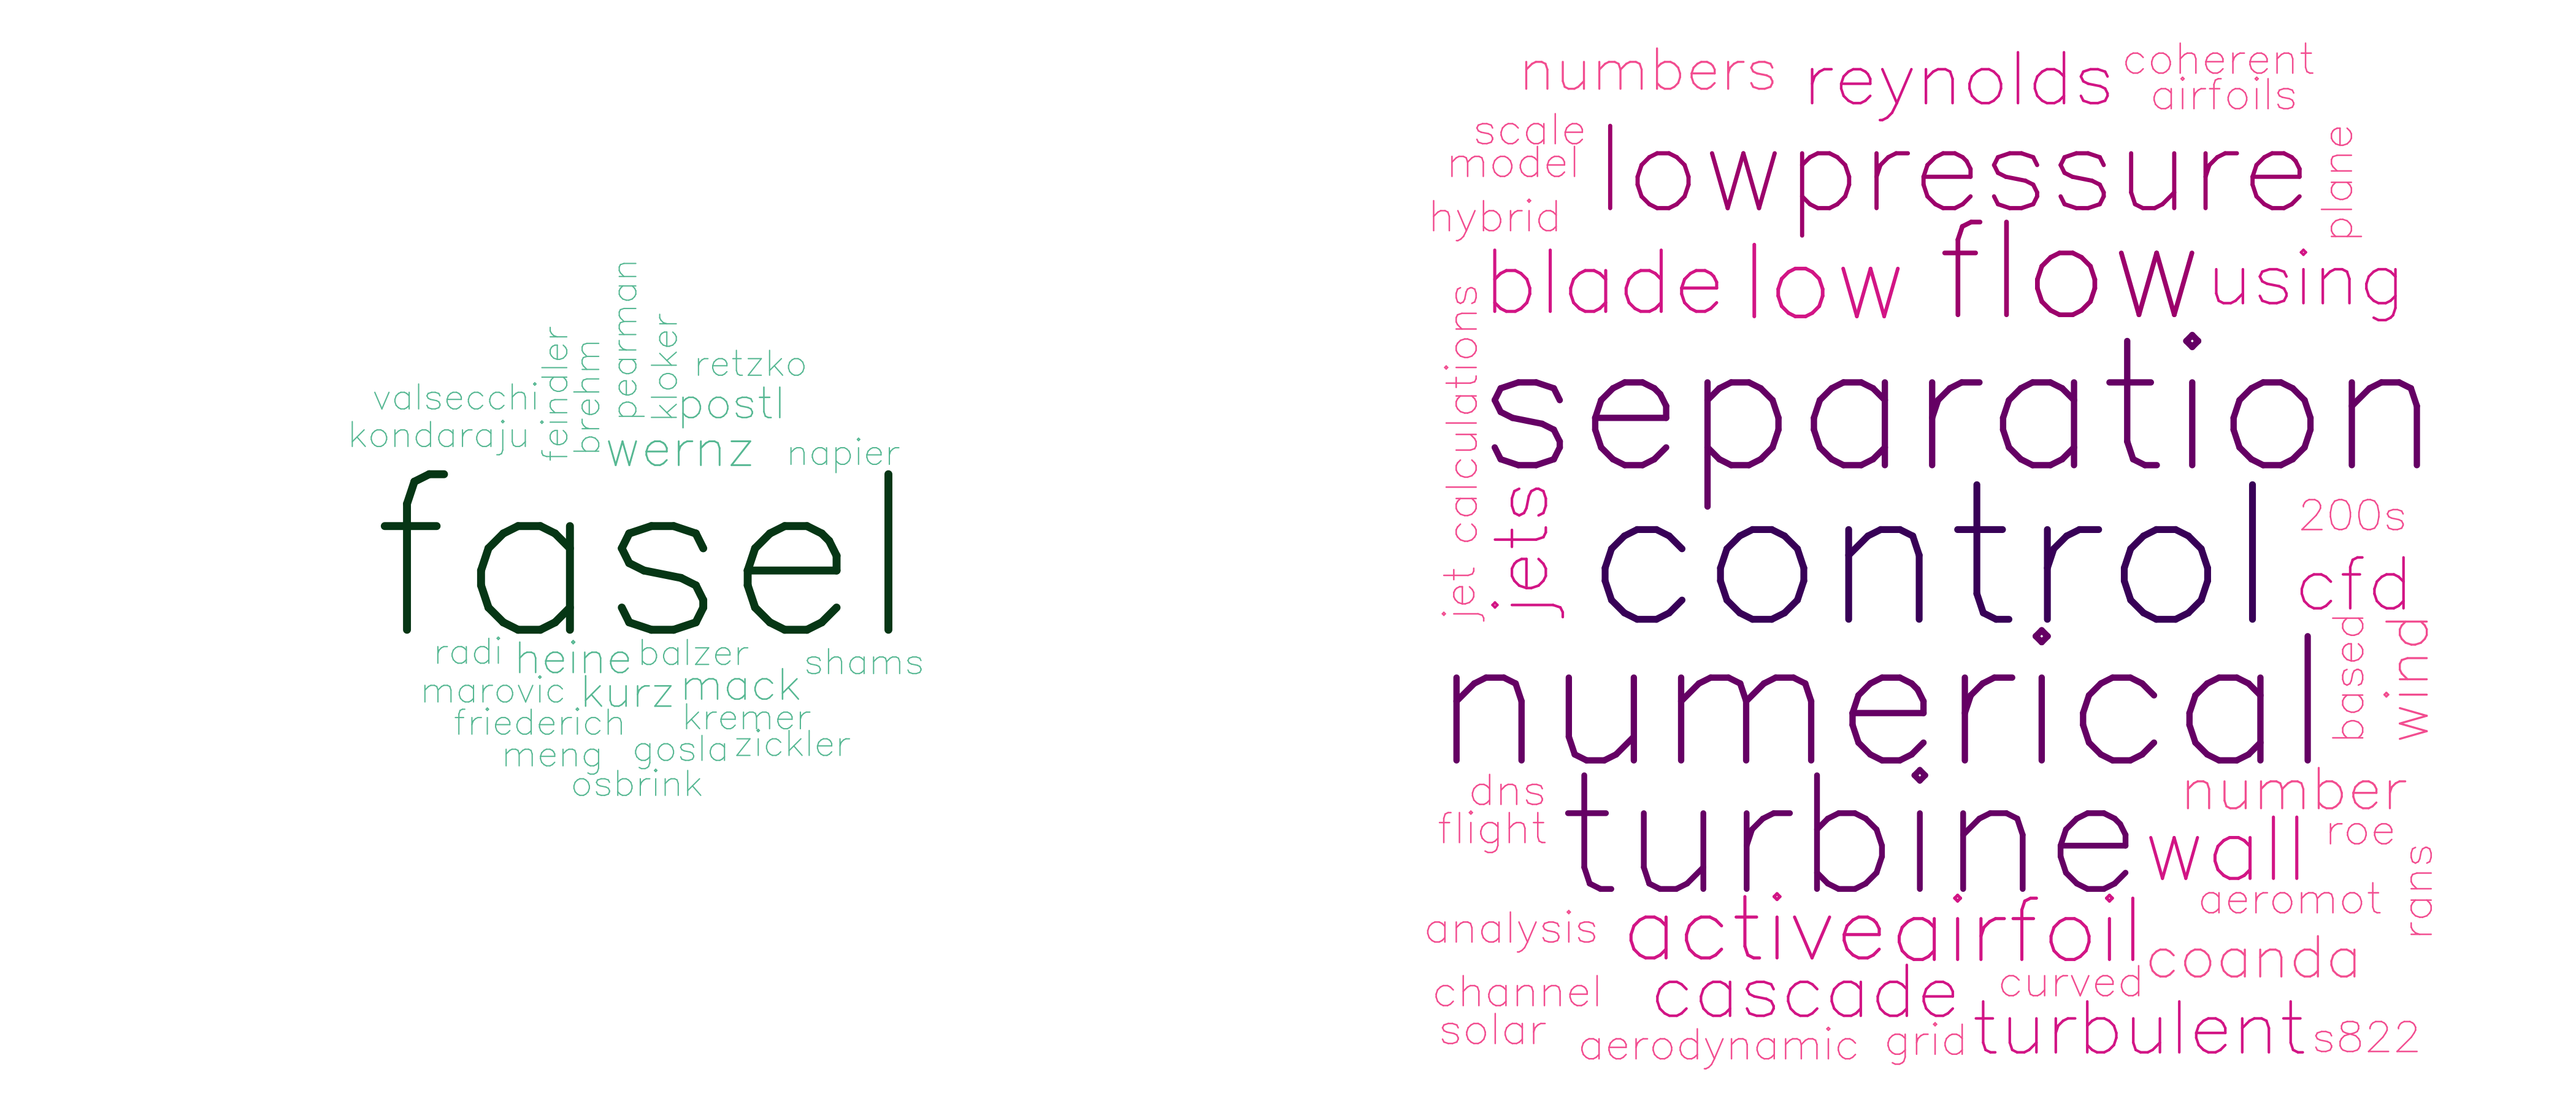 pearman
kloker
feindler
brehm
retzko
valsecchi
postl
kondaraju
wernz
napier
fasel
radi
heine
balzer
shams
marovic
kurz
mack
friederich
kremer
meng
gosla
zickler
osbrink
numbers
reynolds
coherent
airfoils
scale
model
lowpressure
plane
hybrid
blade
low
flow
using
calculations
separation
jets
control
200s
cfd
jet
numerical
based
wind
turbine
dns
flight
number
roe
wall
rans
aeromot
analysis
active
airfoil
coanda
channel
cascade
curved
solar
aerodynamic
grid
turbulent
s822